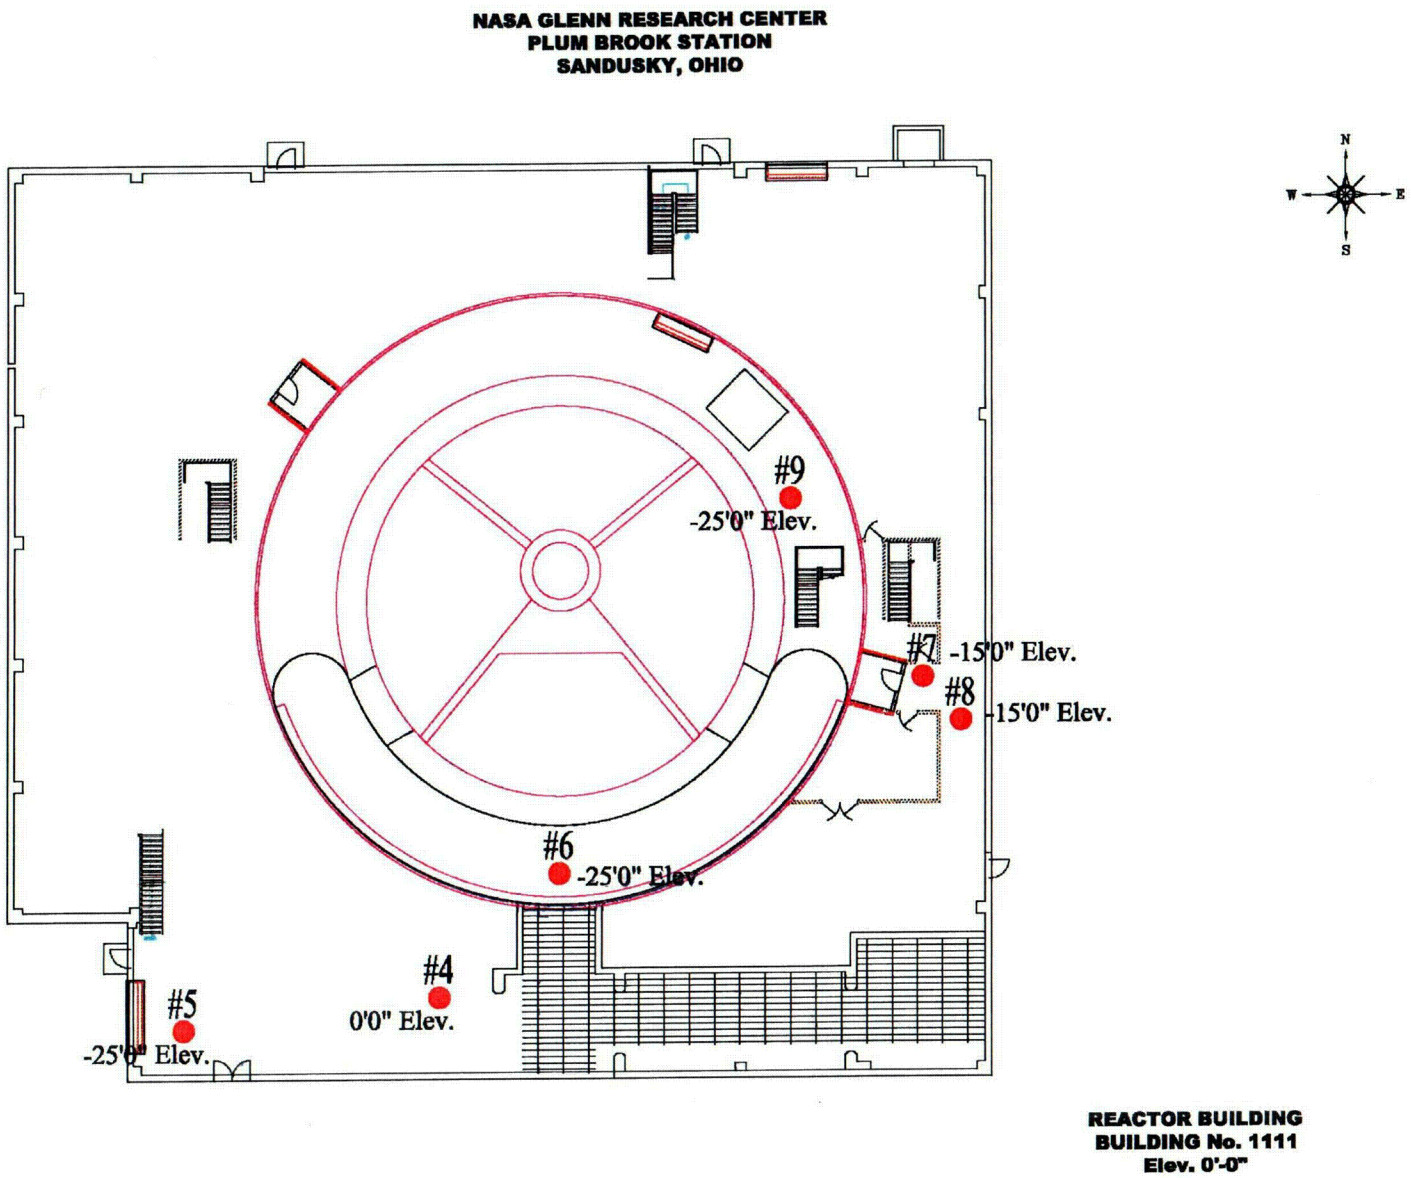 NASA GLENN RESEARCH CENTER
PLUM BROOK STATION
SANDUSKY, OHIO
N
W E
S
#9
-25'0" Elev.
#7 -15'0" Elev.
#8
-15'0" Elev.
#6
-25'0" Elev.
#4
0'0" Elev.
#5
-25'0" Elev.
REACTOR BUILDING
BUILDING No. 1111
Elev. 0'-0"